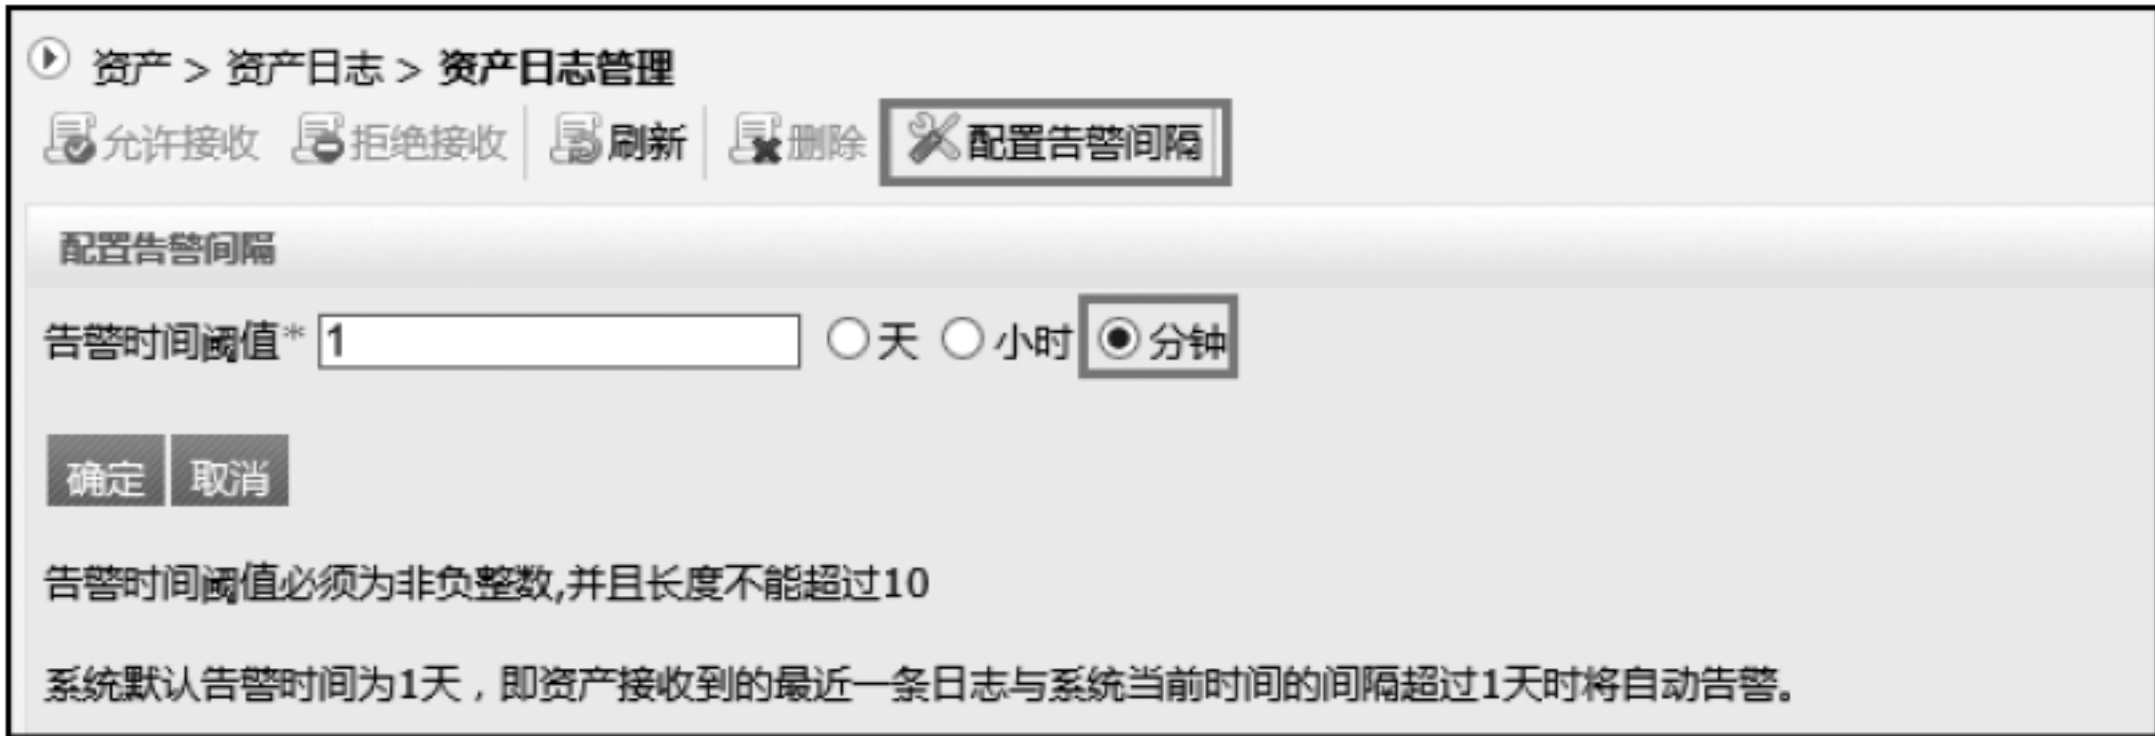 资产 > 资产日志 > 资产日志管理
允许接收 拒绝接收 刷新 删除 配置告警间隔
配置告警间隔
告警时间阈值* 1 天 小时 分钟
确定 取消
告警时间阈值必须为非负整数,并且长度不能超过10
系统默认告警时间为1天，即资产接收到的最近一条日志与系统当前时间的间隔超过1天时将自动告警。